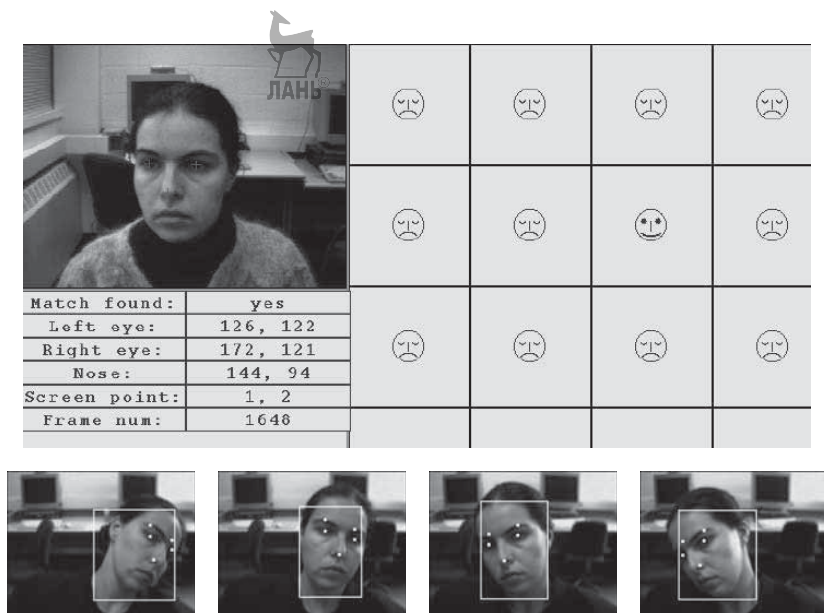 ЛАНЬ®
Match found: yes
Left eye: 126, 122
Right eye: 172, 121
Nose: 144, 94
Screen point: 1, 2
Frame num: 1648